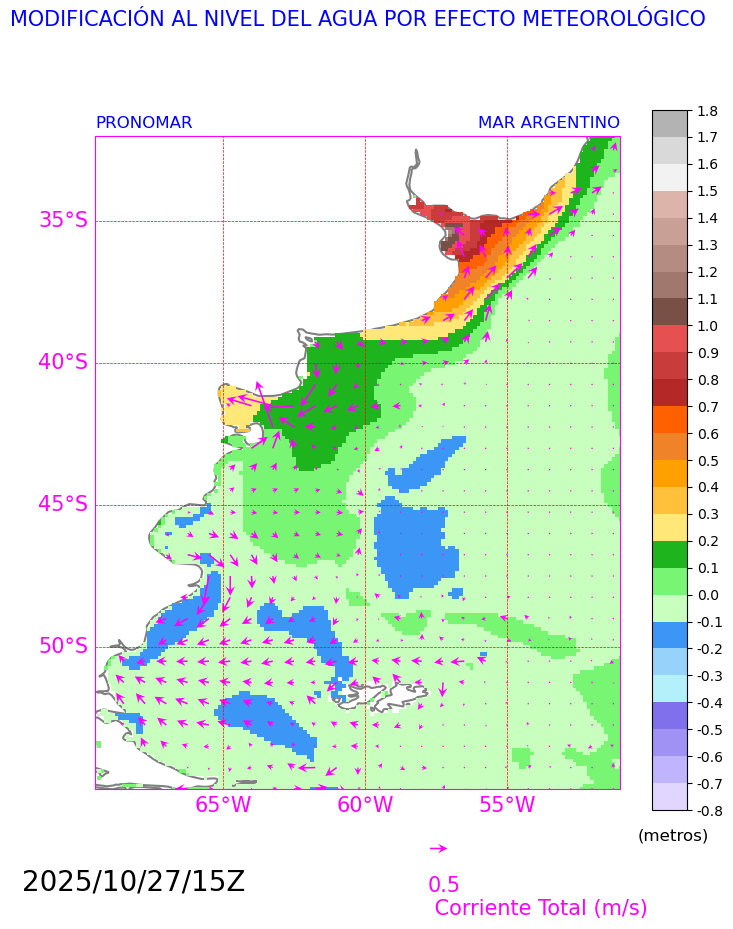 MODIFICACIÓN AL NIVEL DEL AGUA POR EFECTO METEOROLÓGICO
PRONOMAR
MAR ARGENTINO
1.8
1.7
1.6
1.5
1.4
1.3
1.2
1.1
1.0
0.9
0.8
0.7
0.6
0.5
0.4
0.3
0.2
0.1
0.0
-0.1
-0.2
-0.3
-0.4
-0.5
-0.6
-0.7
-0.8
(metros)
35°S
40°S
45°S
50°S
65°W
60°W
55°W
2025/10/27/15Z
0.5
Corriente Total (m/s)